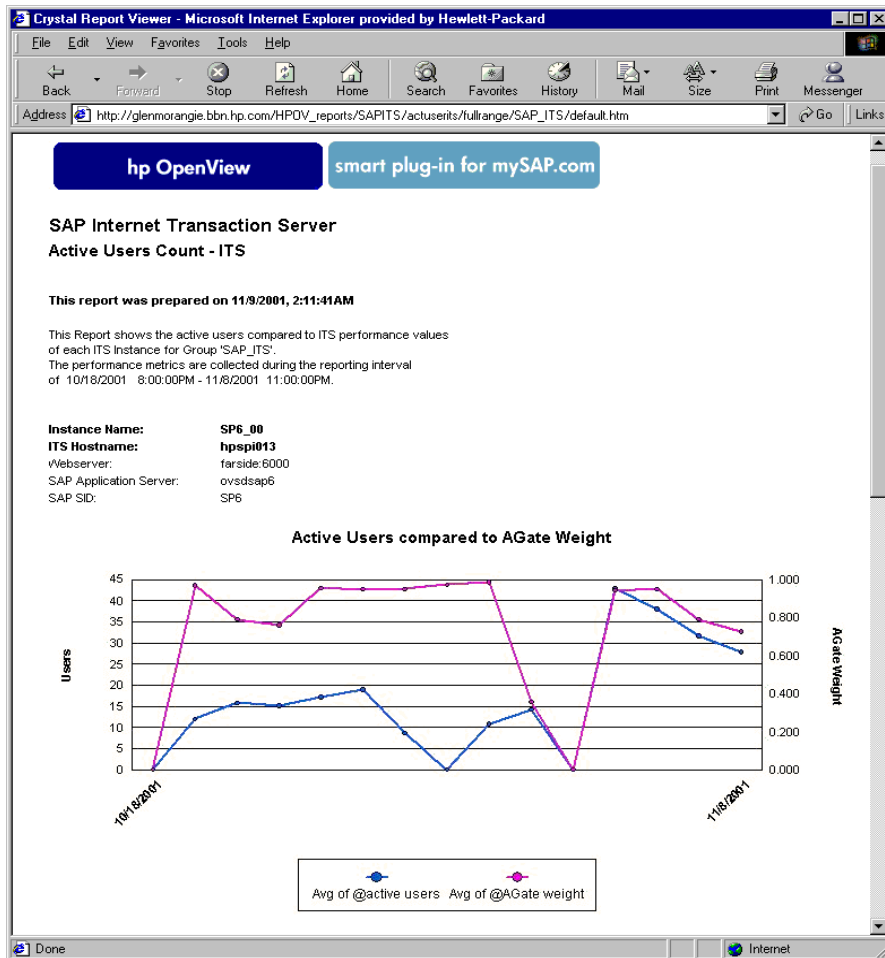 Crystal Report Viewer - Microsoft Internet Explorer provided by Hewlett-Packard
File Edit View Favorites Tools Help
Back Forward Stop Refresh Home Search Favorites History Mail Size Print Messenger
Address http://glenmorangie.bbn.hp.com/HPOV_reports/SAPITS/actuserits/fullrange/SAP_ITS/default.htm Go Links
hp OpenView smart plug-in for mySAP.com
SAP Internet Transaction Server
Active Users Count - ITS
This report was prepared on 11/9/2001, 2:11:41AM
This Report shows the active users compared to ITS performance values
of each ITS Instance for Group 'SAP_ITS'.
The performance metrics are collected during the reporting interval
of 10/18/2001 8:00:00PM - 11/8/2001 11:00:00PM.
Instance Name: SP6_00
ITS Hostname: hpspi013
Webserver: farside:6000
SAP Application Server: ovsdsap6
SAP SID: SP6
Active Users compared to AGate Weight
45 1.000
40
35 0.800
30
25 0.600
20
15 0.400
10 0.200
5
0 0.000
Users
AGate Weight
10/18/2001 11/8/2001
Avg of @active users Avg of @AGate weight
Done Internet